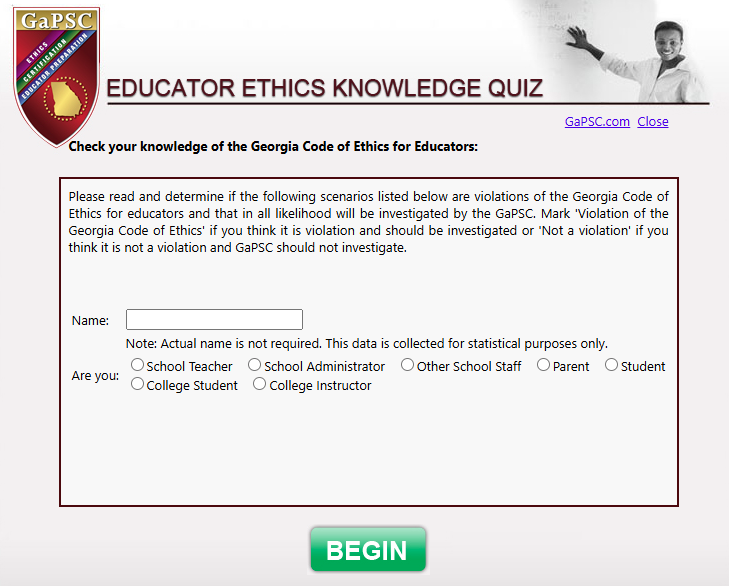 GaPSC
ETHICS
CERTIFICATION
EDUCATOR PREPARATION
EDUCATOR ETHICS KNOWLEDGE QUIZ
GaPSC.com Close
Check your knowledge of the Georgia Code of Ethics for Educators:
Please read and determine if the following scenarios listed below are violations of the Georgia Code of
Ethics for educators and that in all likelihood will be investigated by the GaPSC. Mark 'Violation of the
Georgia Code of Ethics' if you think it is violation and should be investigated or 'Not a violation' if you
think it is not a violation and GaPSC should not investigate.
Name:
Note: Actual name is not required. This data is collected for statistical purposes only.
Are you:
School Teacher School Administrator Other School Staff Parent Student
College Student College Instructor
BEGIN